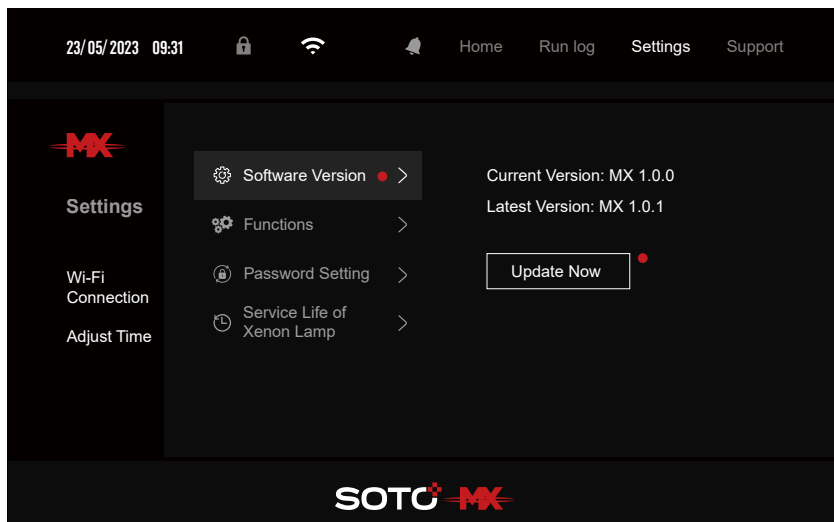 23/05/2023 09:31 Home Run log Settings Support
MX
Settings
Wi-Fi
Connection
Adjust Time
Software Version
Functions
Password Setting
Service Life of
Xenon Lamp
Current Version: MX 1.0.0
Latest Version: MX 1.0.1
Update Now
SOTO MX